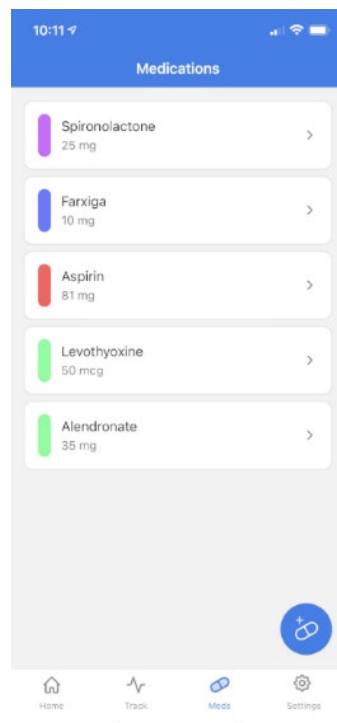 10:11
Medications
Spironolactone
25 mg
Farxiga
10 mg
Aspirin
81 mg
Levothyoxine
50 mcg
Alendronate
35 mg
Home Track Meds Settings